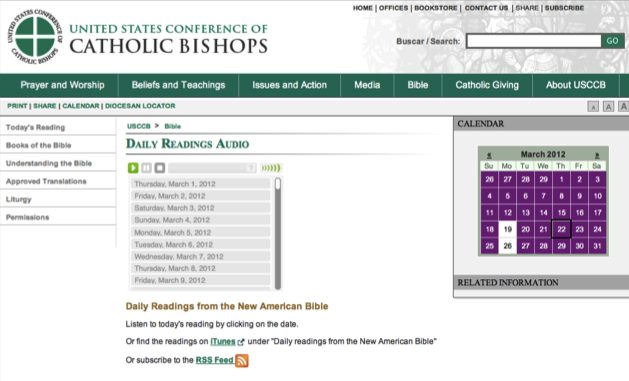 HOME | OFFICES | BOOKSTORE | CONTACT US | SHARE | SUBSCRIBE
UNITED STATES CONFERENCE OF
CATHOLIC BISHOPS
Buscar / Search:
GO
Prayer and Worship Beliefs and Teachings Issues and Action Media Bible Catholic Giving About USCCB
PRINT | SHARE | CALENDAR | DIOCESAN LOCATOR
A A A
Today's Reading
Books of the Bible
Understanding the Bible
Approved Translations
Liturgy
Permissions
USCCB > Bible
DAILY READINGS AUDIO
Thursday, March 1, 2012
Friday, March 2, 2012
Saturday, March 3, 2012
Sunday, March 4, 2012
Monday, March 5, 2012
Tuesday, March 6, 2012
Wednesday, March 7, 2012
Thursday, March 8, 2012
Friday, March 9, 2012
Daily Readings from the New American Bible
Listen to today's reading by clicking on the date.
Or find the readings on iTunes under "Daily readings from the New American Bible"
Or subscribe to the RSS Feed
CALENDAR
« March 2012 »
Su Mo Tu We Th Fr Sa
26 27 28 29 1 2 3
4 5 6 7 8 9 10
11 12 13 14 15 16 17
18 19 20 21 22 23 24
25 26 27 28 29 30 31
RELATED INFORMATION